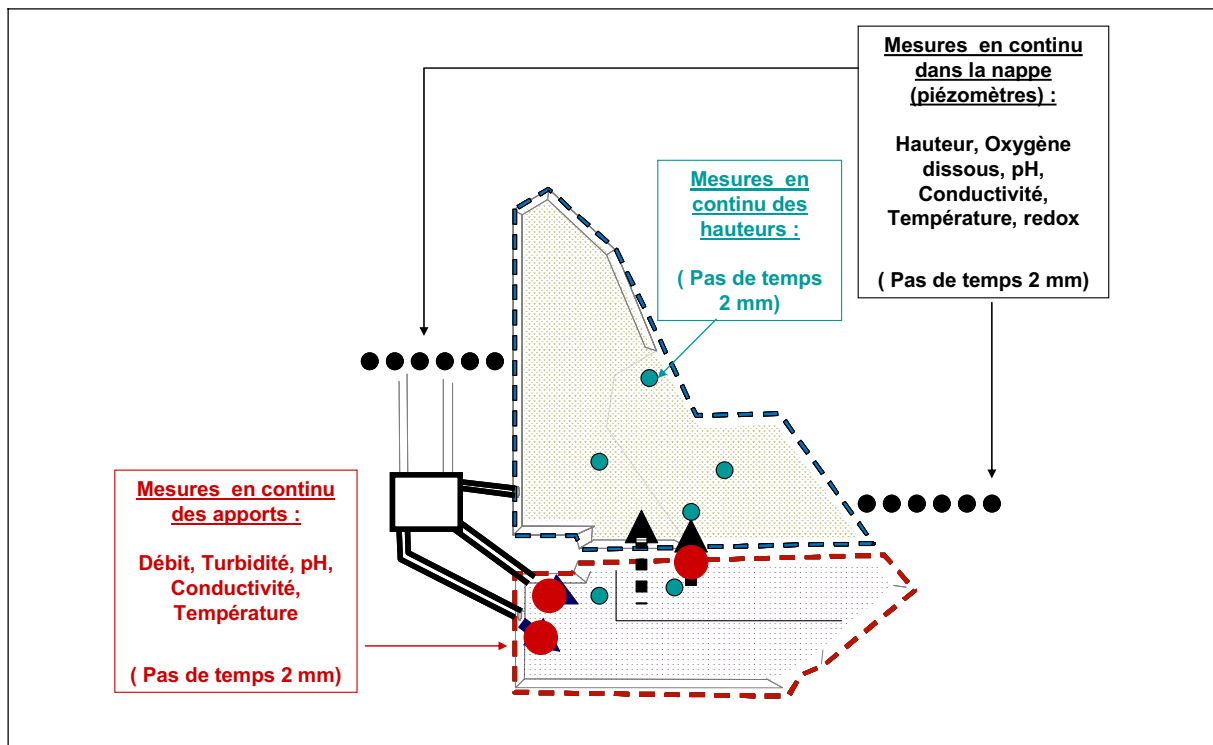 Mesures en continu
dans la nappe
(piézomètres) :
Hauteur, Oxygène
dissous, pH,
Conductivité,
Température, redox
( Pas de temps 2 mm)
Mesures en
continu des
hauteurs :
( Pas de temps
2 mm)
Mesures en continu
des apports :
Débit, Turbidité, pH,
Conductivité,
Température
( Pas de temps 2 mm)